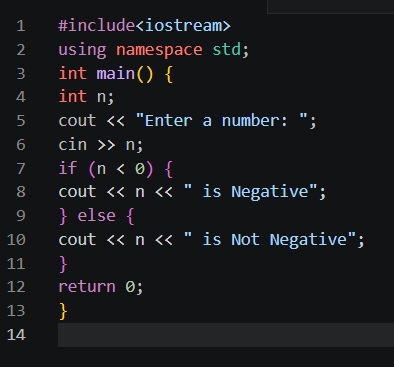 1 #include<iostream>
2 using namespace std;
3 int main() {
4 int n;
5 cout << "Enter a number: ";
6 cin >> n;
7 if (n < 0) {
8 cout << n << " is Negative";
9 } else {
10 cout << n << " is Not Negative";
11 }
12 return 0;
13 }
14